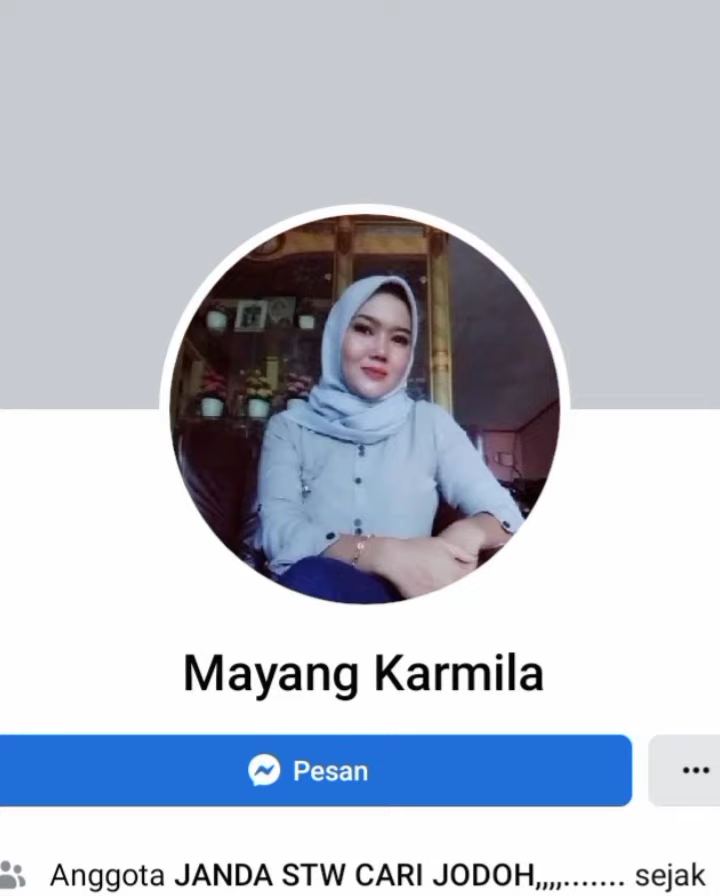 Mayang Karmila
Pesan
Anggota JANDA STW CARI JODOH,,,,....... sejak